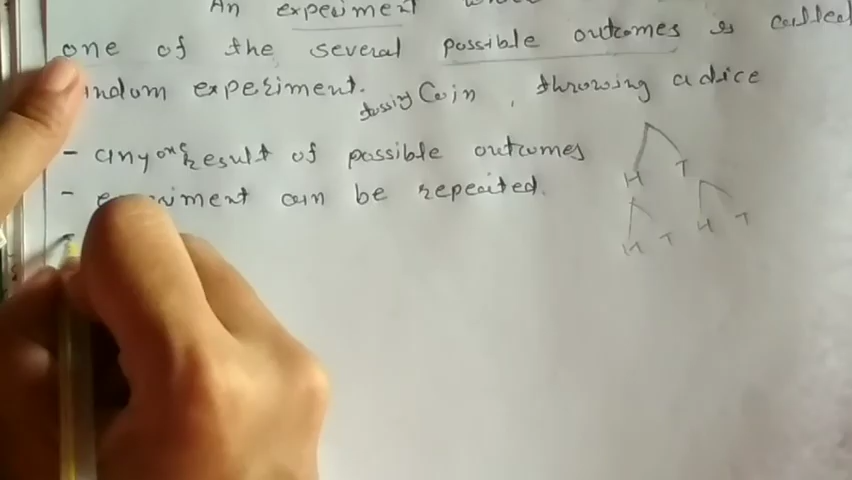 An experiment
one of the several possible outcomes is called
random experiment.
tossing Coin, throwing a dice
- any one result of possible outcomes
- experiment can be repeated.
H T
H T H T